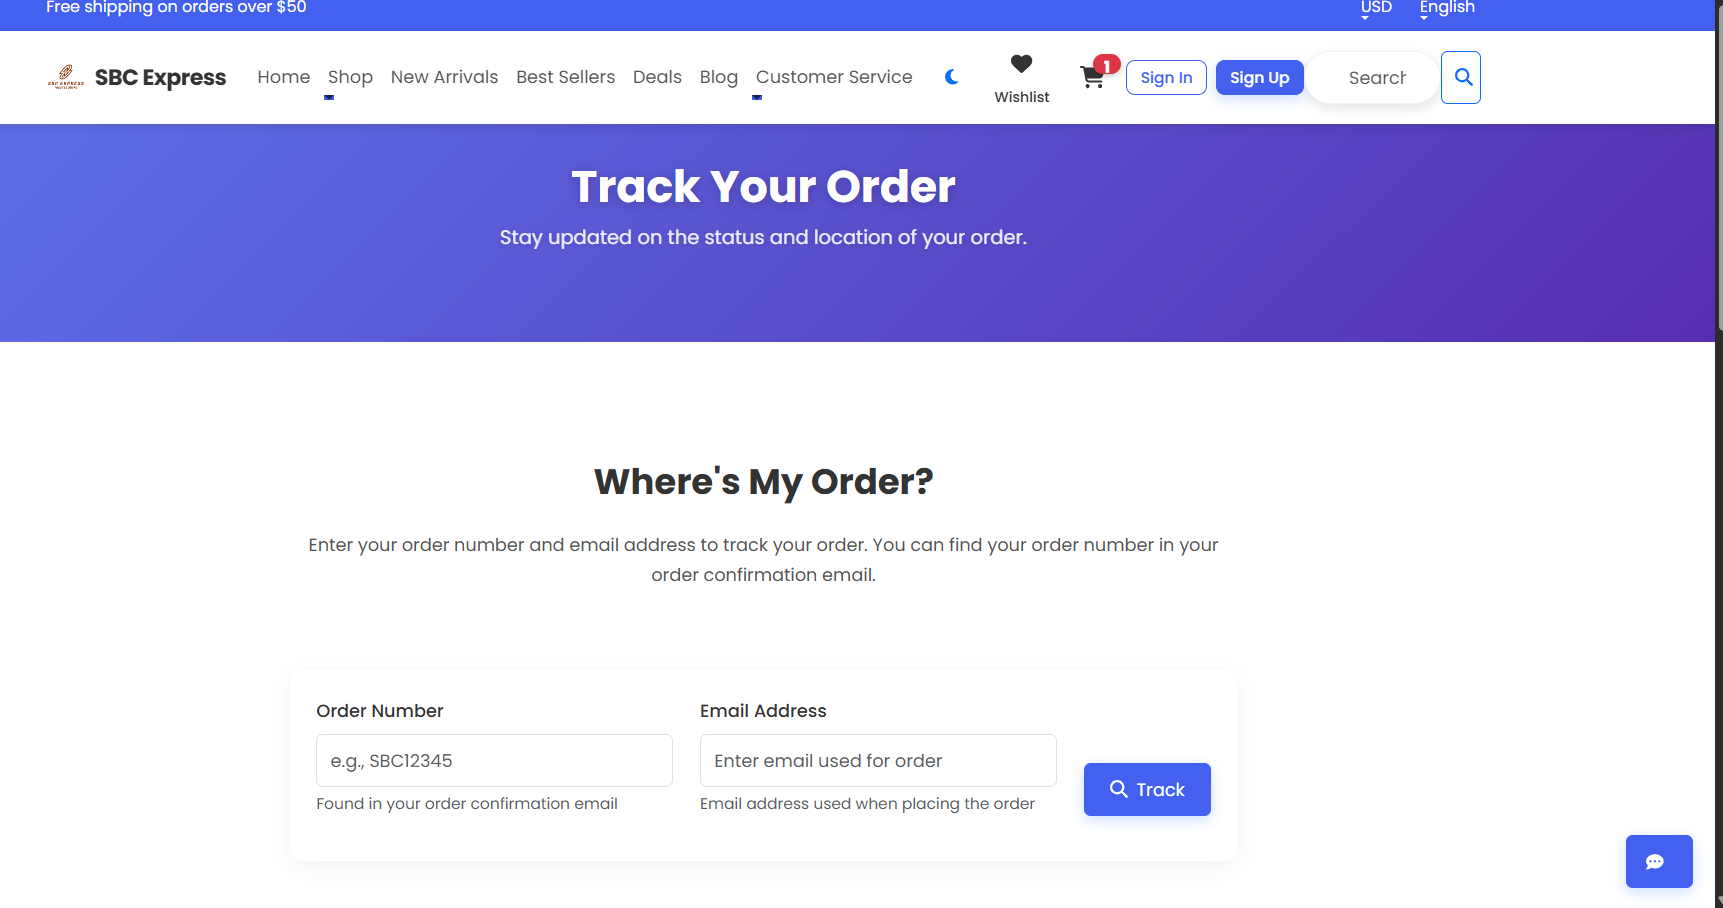 Free shipping on orders over $50
USD
English
SBC Express
Home
Shop
New Arrivals
Best Sellers
Deals
Blog
Customer Service
Wishlist
1
Sign In
Sign Up
Search
Track Your Order
Stay updated on the status and location of your order.
Where's My Order?
Enter your order number and email address to track your order. You can find your order number in your
order confirmation email.
Order Number
Email Address
e.g., SBC12345
Enter email used for order
Track
Found in your order confirmation email
Email address used when placing the order